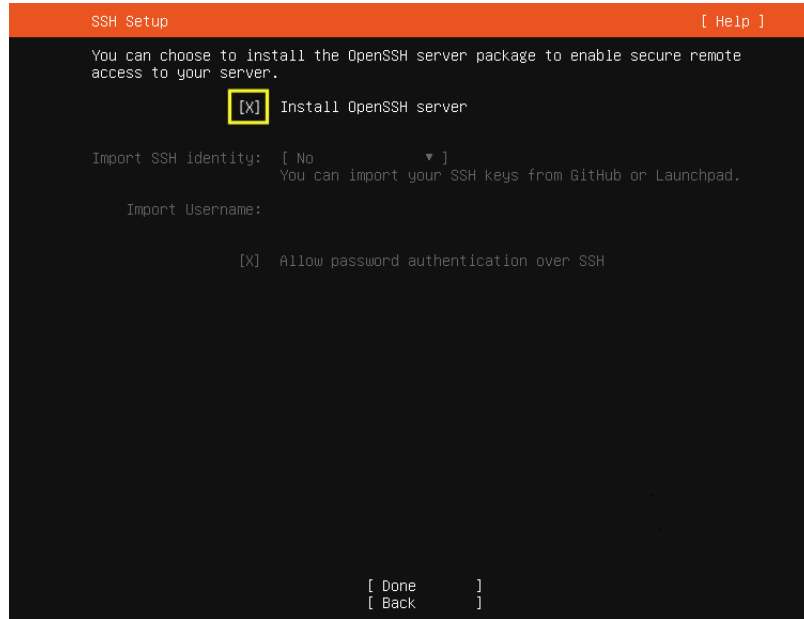 SSH Setup [ Help ]
You can choose to install the OpenSSH server package to enable secure remote
access to your server.
[X] Install OpenSSH server
Import SSH identity: [ No ▾ ]
You can import your SSH keys from GitHub or Launchpad.
Import Username:
[X] Allow password authentication over SSH
[ Done ]
[ Back ]